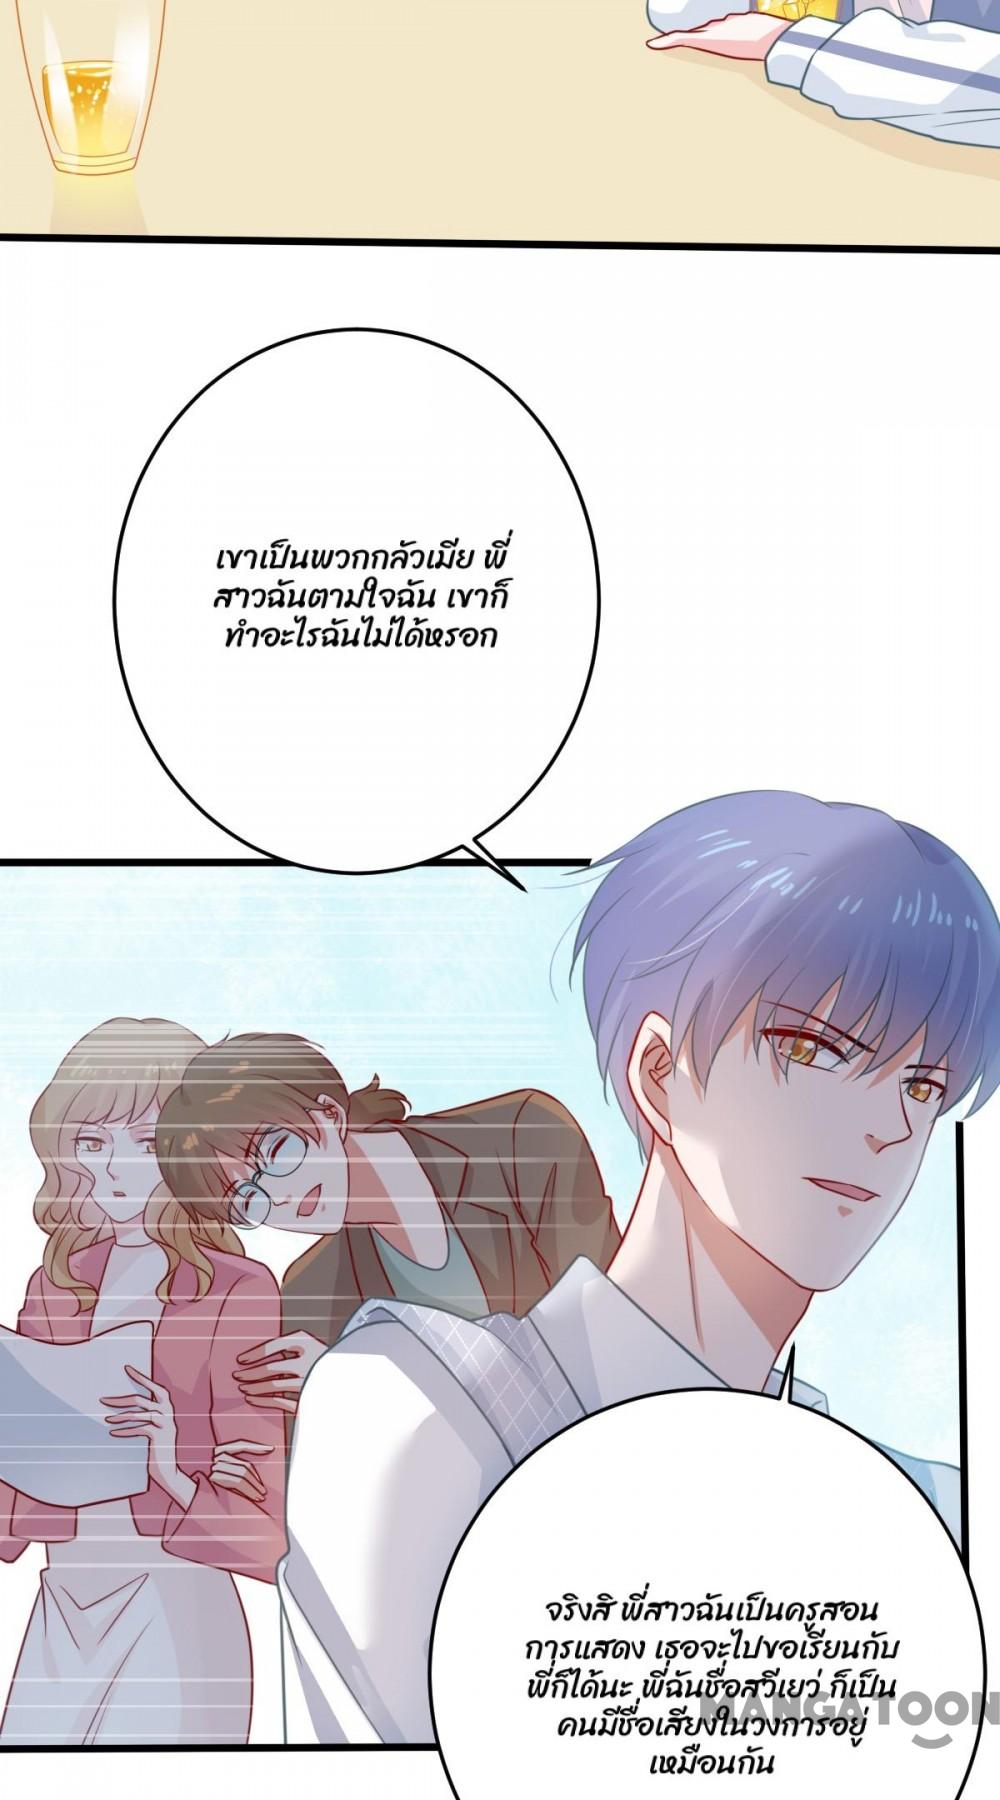 เขาเป็นพวกกลัวเมีย พี่
สาวฉันตามใจฉัน เขาก็
ทำอะไรฉันไม่ได้หรอก
จริงสิ พี่สาวฉันเป็นครูสอน
การแสดง เธอจะไปขอเรียนกับ
พี่ก็ได้นะ พี่ฉันชื่อสวีเยว่ ก็เป็น
คนมีชื่อเสียงในวงการอยู่
เหมือนกัน
MANGATOON